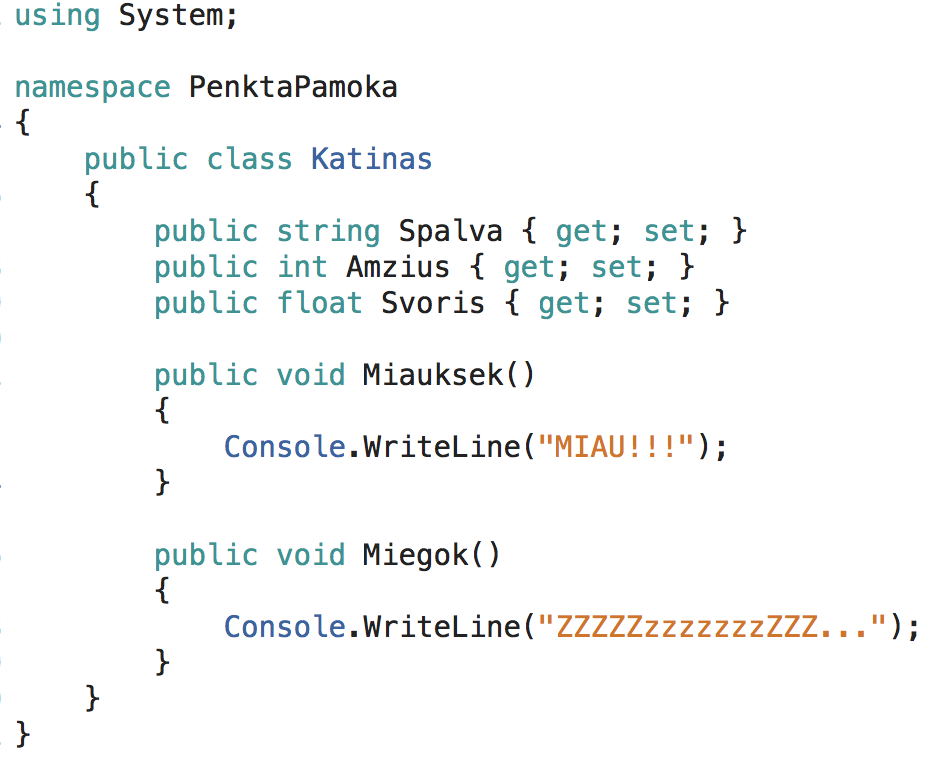 using System;

namespace PenktaPamoka
{
    public class Katinas
    {
        public string Spalva { get; set; }
        public int Amzius { get; set; }
        public float Svoris { get; set; }

        public void Miauksek()
        {
            Console.WriteLine("MIAU!!!");
        }

        public void Miegok()
        {
            Console.WriteLine("ZZZZZzzzzzzzZZZ...");
        }
    }
}